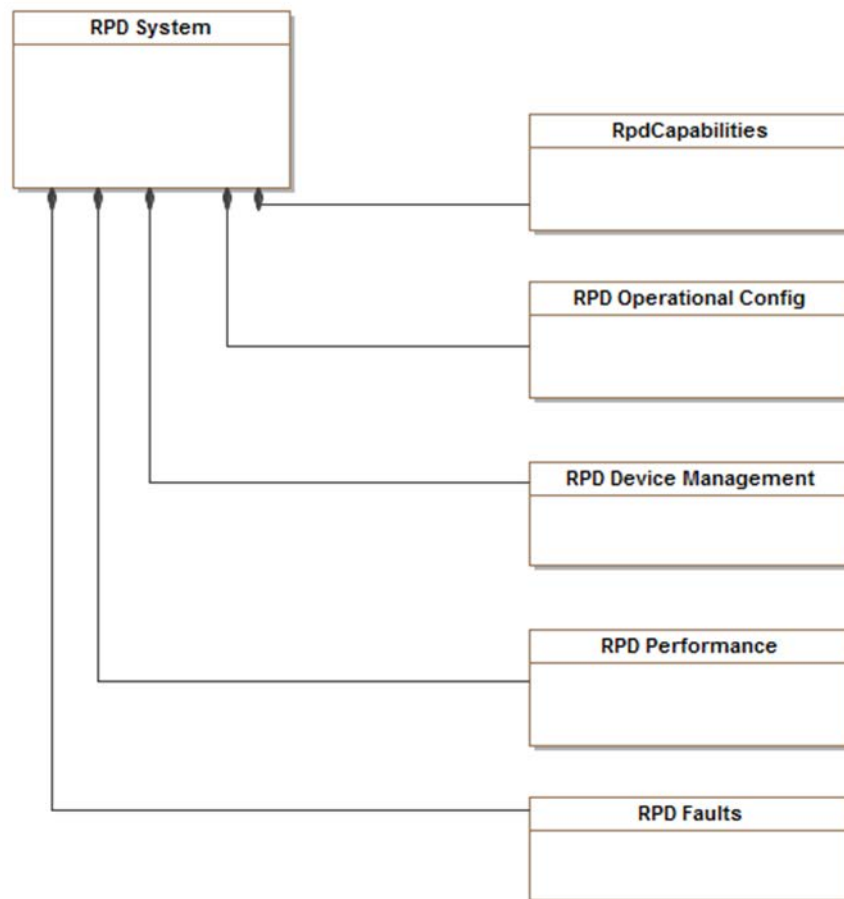 RPD System
RpdCapabilities
RPD Operational Config
RPD Device Management
RPD Performance
RPD Faults